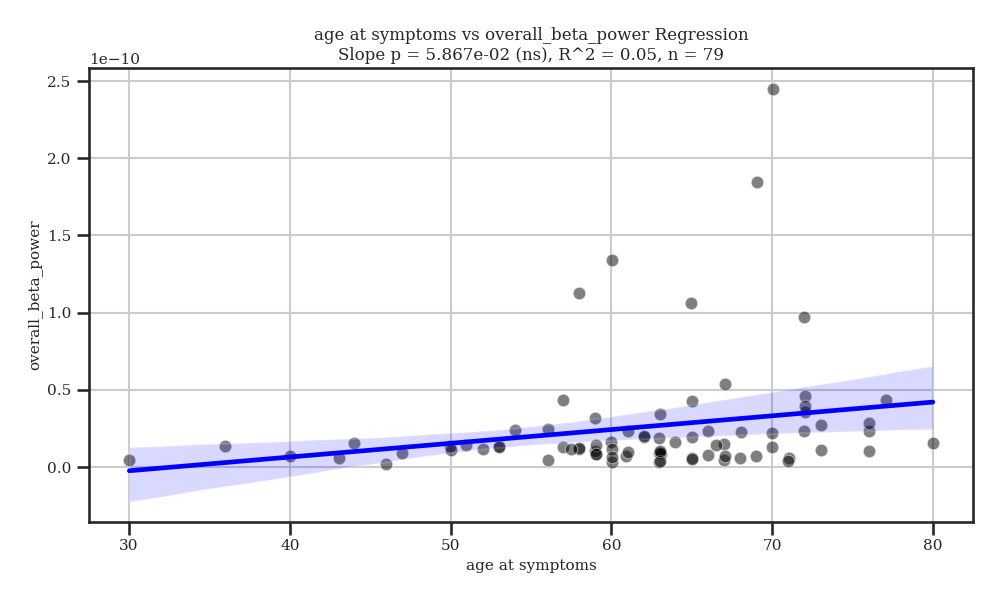 age at symptoms vs overall_beta_power Regression
Slope p = 5.867e-02 (ns), R^2 = 0.05, n = 79
1e−10
2.5
2.0
1.5
1.0
0.5
0.0
overall_beta_power
30 40 50 60 70 80
age at symptoms